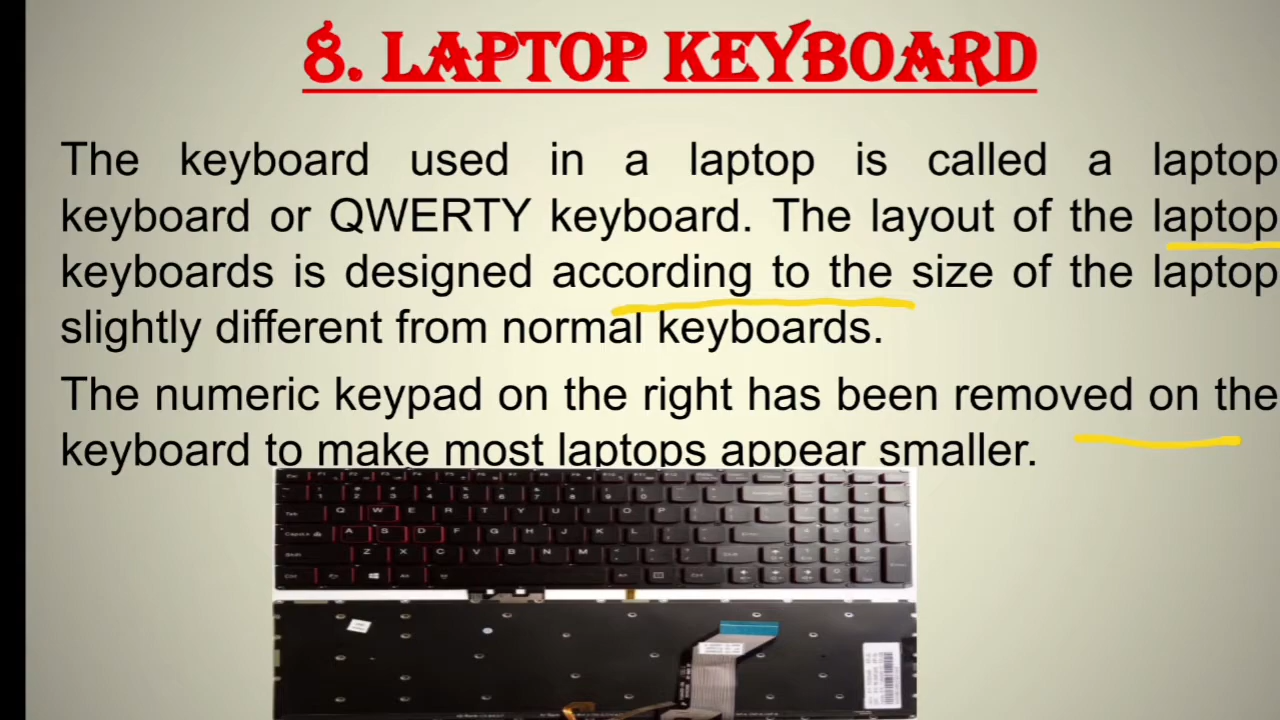 8. LAPTOP KEYBOARD
The keyboard used in a laptop is called a laptop
keyboard or QWERTY keyboard. The layout of the laptop
keyboards is designed according to the size of the laptop
slightly different from normal keyboards.
The numeric keypad on the right has been removed on the
keyboard to make most laptops appear smaller.
Q W E R T Y U I O P
A S D F G H J K L
Z X C V B N M